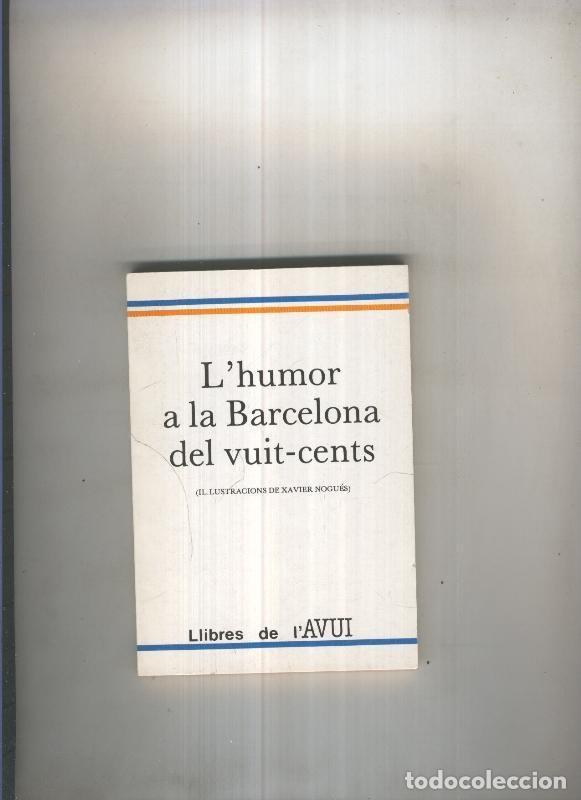 L'humor
a la Barcelona
del vuit-cents
(IL.LUSTRACIONS DE XAVIER NOGUÉS)
Llibres de l'AVUI
todocoleccion